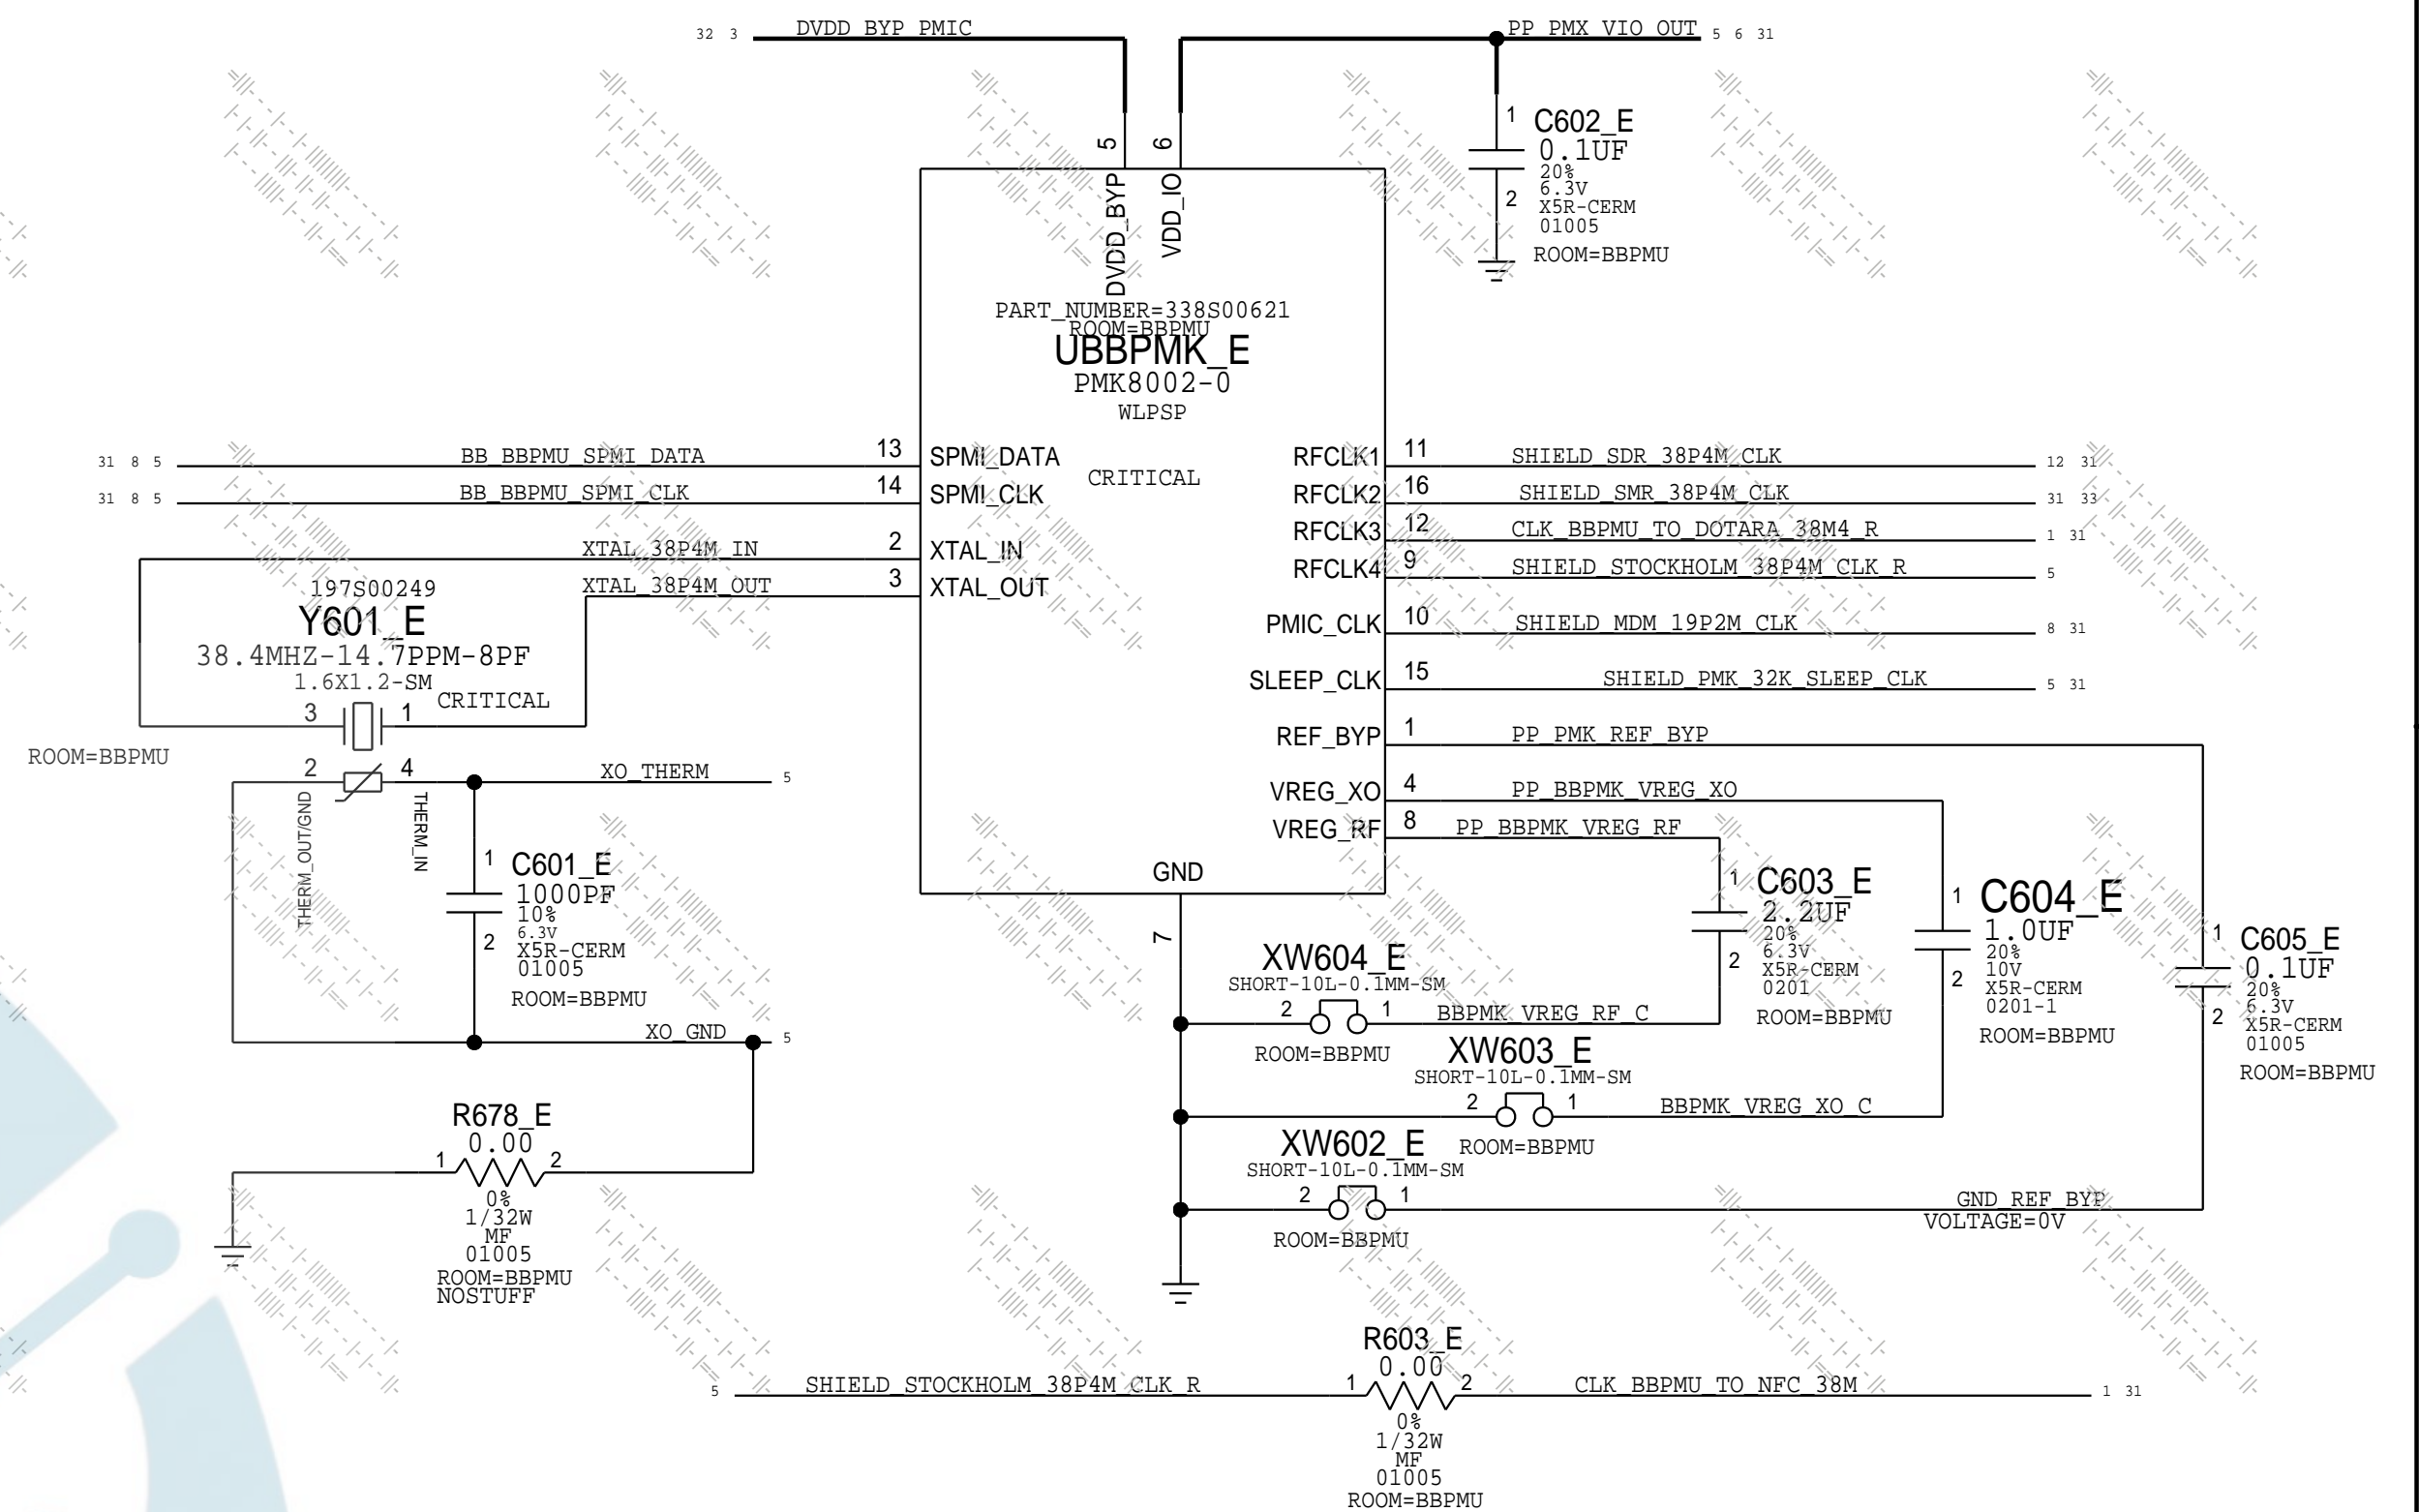 32 3 DVDD_BYP_PMIC
PP_PMX_VIO_OUT 5 6 31
1
C602_E
0.1UF
20%
6.3V
2
X5R-CERM
01005
ROOM=BBPMU
5
6
DVDD_BYP
VDD_IO
PART_NUMBER=338S00621
ROOM=BBPMU
UBBPMK_E
PMK8002-0
WLPSP
CRITICAL
31 8 5 BB_BBPMU_SPMI_DATA 13 SPMI_DATA
31 8 5 BB_BBPMU_SPMI_CLK 14 SPMI_CLK
XTAL_38P4M_IN 2 XTAL_IN
XTAL_38P4M_OUT 3 XTAL_OUT
RFCLK1 11 SHIELD_SDR_38P4M_CLK 12 31
RFCLK2 16 SHIELD_SMR_38P4M_CLK 31 33
RFCLK3 12 CLK_BBPMU_TO_DOTARA_38M4_R 1 31
RFCLK4 9 SHIELD_STOCKHOLM_38P4M_CLK_R 5
PMIC_CLK 10 SHIELD_MDM_19P2M_CLK 8 31
SLEEP_CLK 15 SHIELD_PMK_32K_SLEEP_CLK 5 31
REF_BYP 1 PP_PMK_REF_BYP
VREG_XO 4 PP_BBPMK_VREG_XO
VREG_RF 8 PP_BBPMK_VREG_RF
GND
7
197S00249
Y601_E
38.4MHZ-14.7PPM-8PF
1.6X1.2-SM
CRITICAL
3 1
ROOM=BBPMU
2 4 XO_THERM 5
THERM_OUT/GND
THERM_IN
1
C601_E
1000PF
10%
6.3V
2
X5R-CERM
01005
ROOM=BBPMU
XO_GND 5
R678_E
0.00
1 2
0%
1/32W
MF
01005
ROOM=BBPMU
NOSTUFF
1
C603_E
2.2UF
20%
6.3V
2
X5R-CERM
0201
ROOM=BBPMU
1
C604_E
1.0UF
20%
10V
2
X5R-CERM
0201-1
ROOM=BBPMU
1
C605_E
0.1UF
20%
6.3V
2
X5R-CERM
01005
ROOM=BBPMU
XW604_E
SHORT-10L-0.1MM-SM
2 1 BBPMK_VREG_RF_C
ROOM=BBPMU
XW603_E
SHORT-10L-0.1MM-SM
2 1 BBPMK_VREG_XO_C
ROOM=BBPMU
XW602_E
SHORT-10L-0.1MM-SM
2 1 GND_REF_BYP
VOLTAGE=0V
ROOM=BBPMU
R603_E
0.00
5 SHIELD_STOCKHOLM_38P4M_CLK_R 1 2 CLK_BBPMU_TO_NFC_38M 1 31
0%
1/32W
MF
01005
ROOM=BBPMU